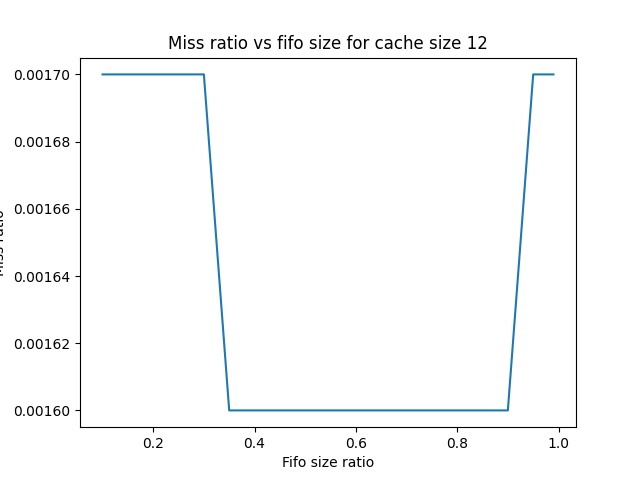 Miss ratio vs fifo size for cache size 12
0.00170
0.00168
0.00166
0.00164
0.00162
0.00160
Miss ratio
0.2 0.4 0.6 0.8 1.0
Fifo size ratio